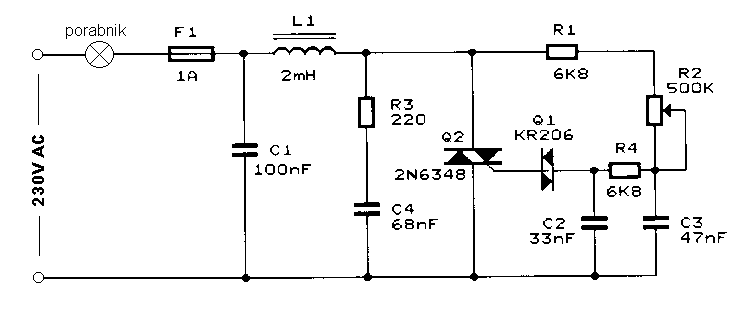 porabnik
F1
1A
L1
2mH
R1
6K8
R2
500K
R3
220
Q1
KR206
Q2
2N6348
R4
6K8
C1
100nF
C4
68nF
C2
33nF
C3
47nF
230V AC